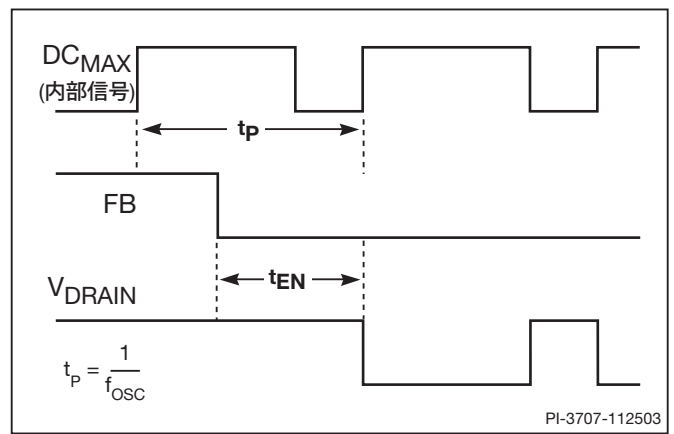 DCMAX
(内部信号)
tP
FB
tEN
VDRAIN
tP = 1
fOSC
PI-3707-112503